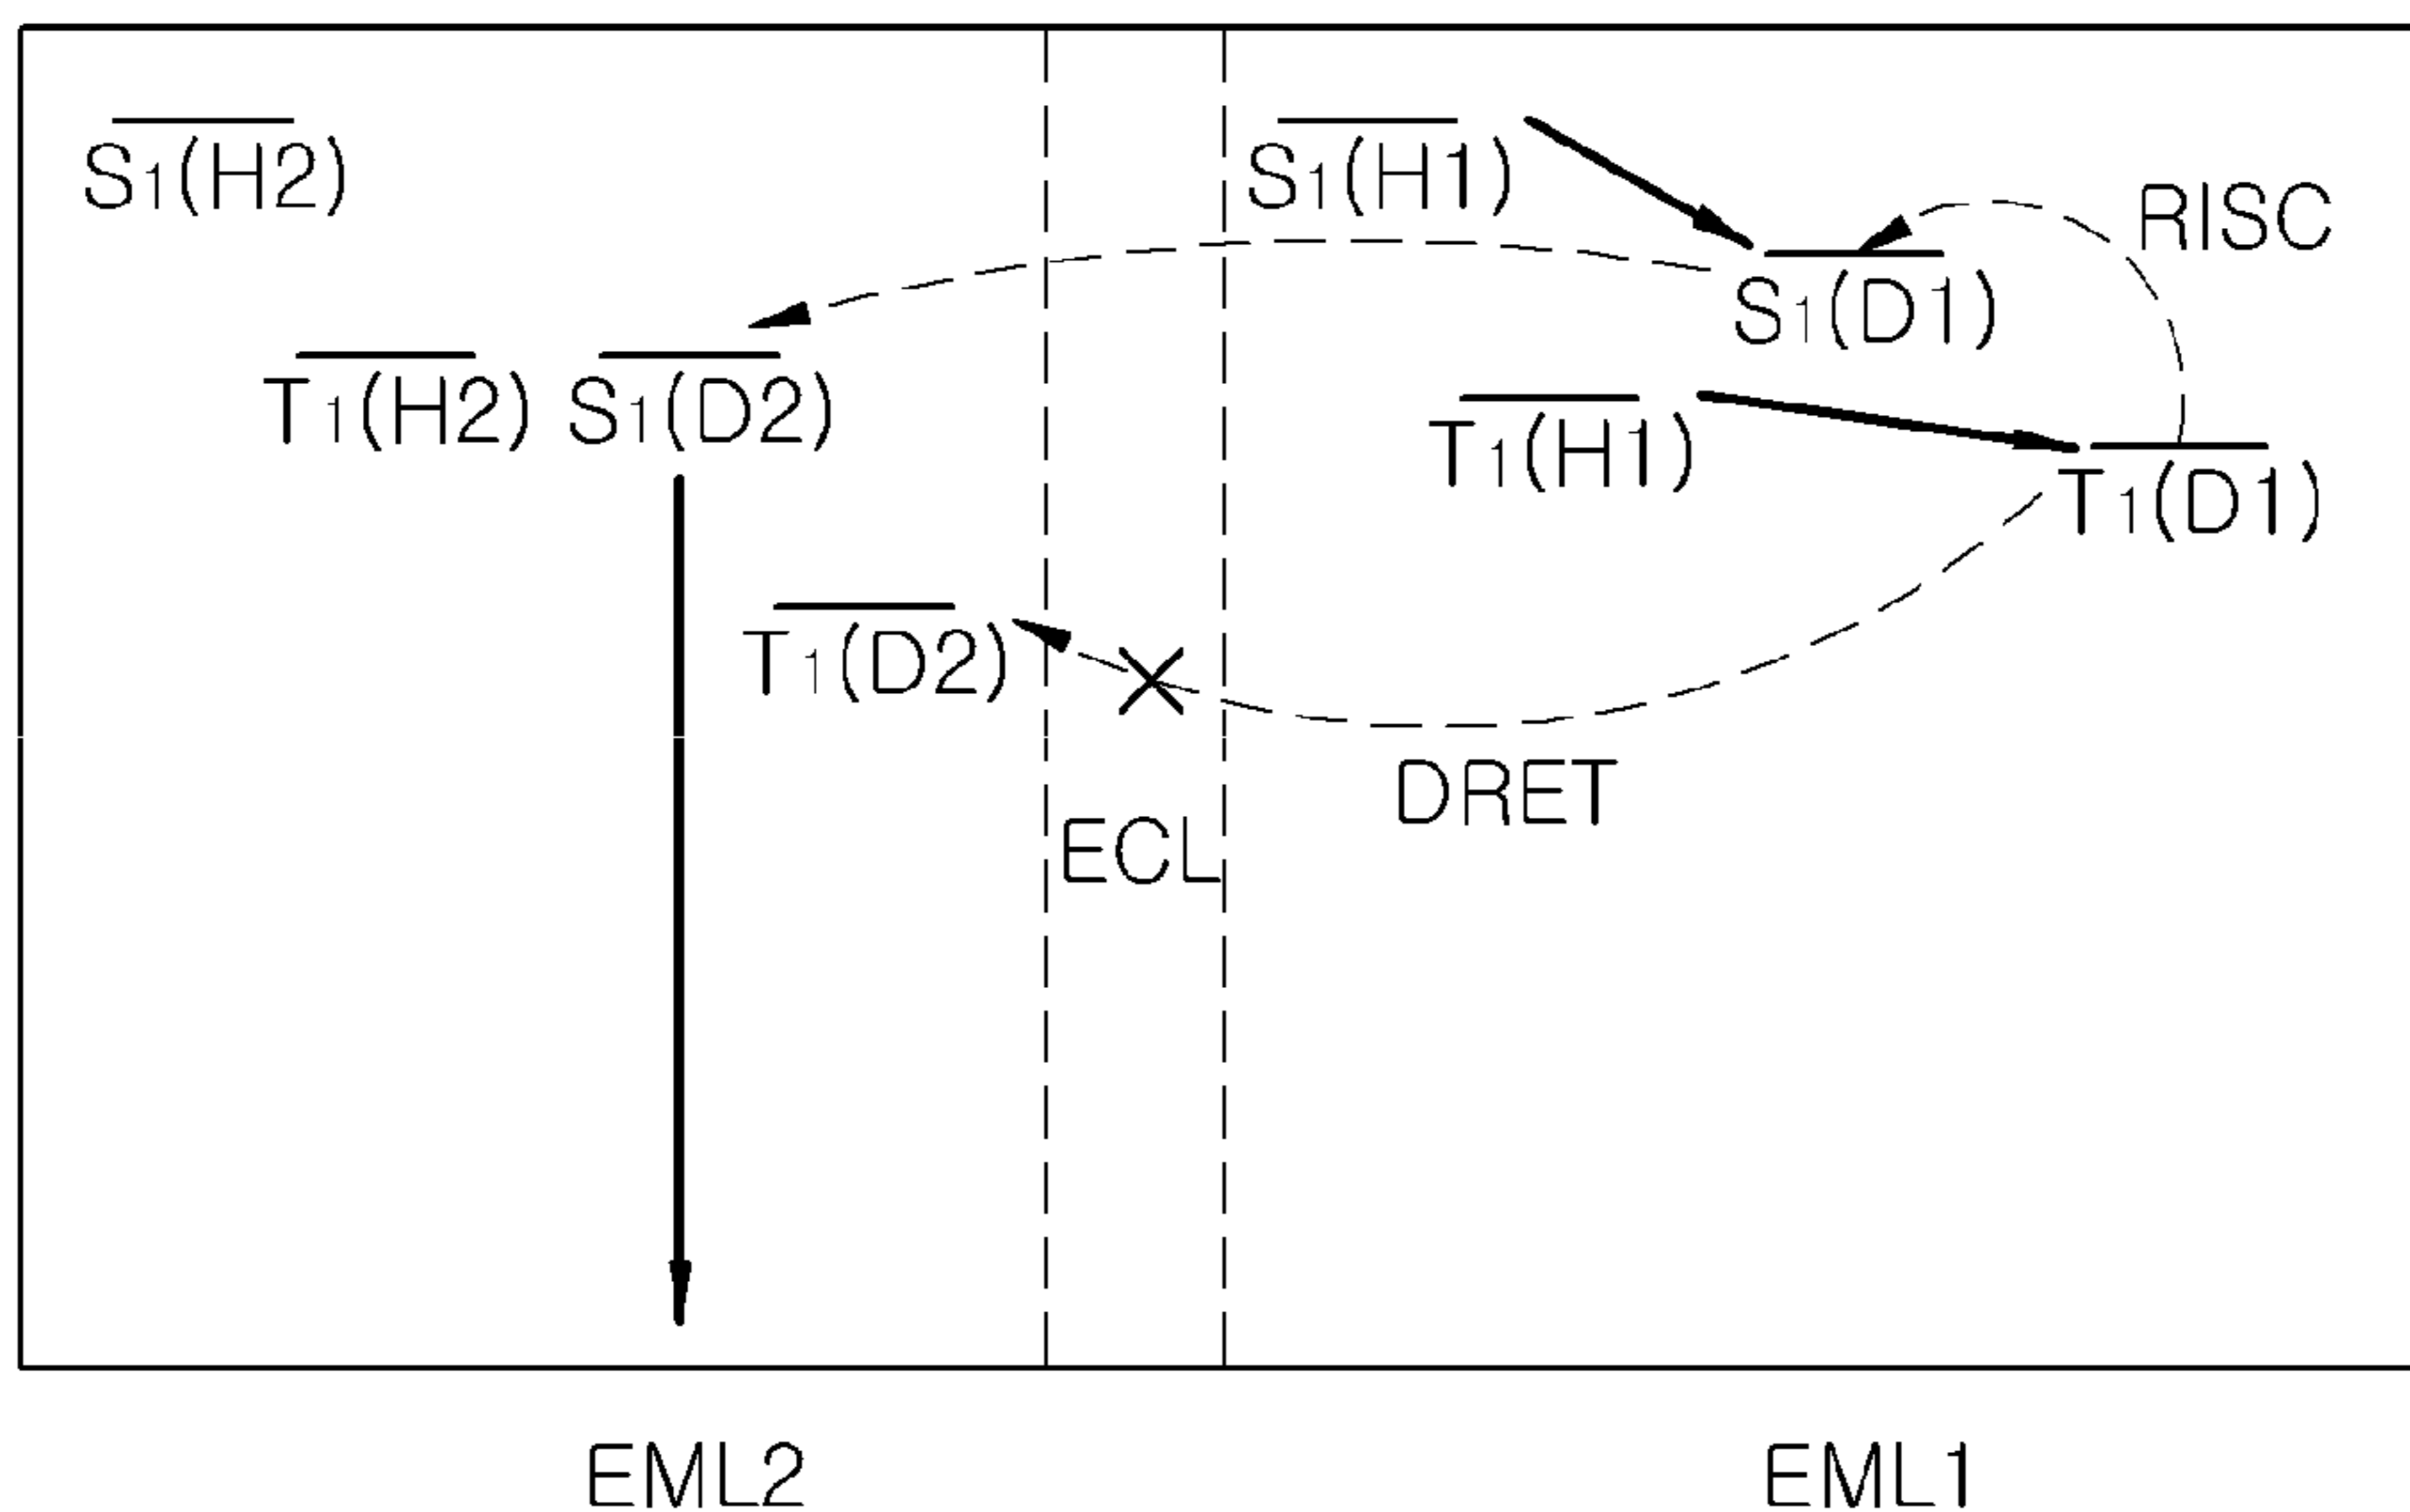 S1(H2)
S1(H1)
RISC
S1(D1)
T1(H2) S1(D2)
T1(H1)
T1(D1)
T1(D2)
DRET
ECL
EML2
EML1